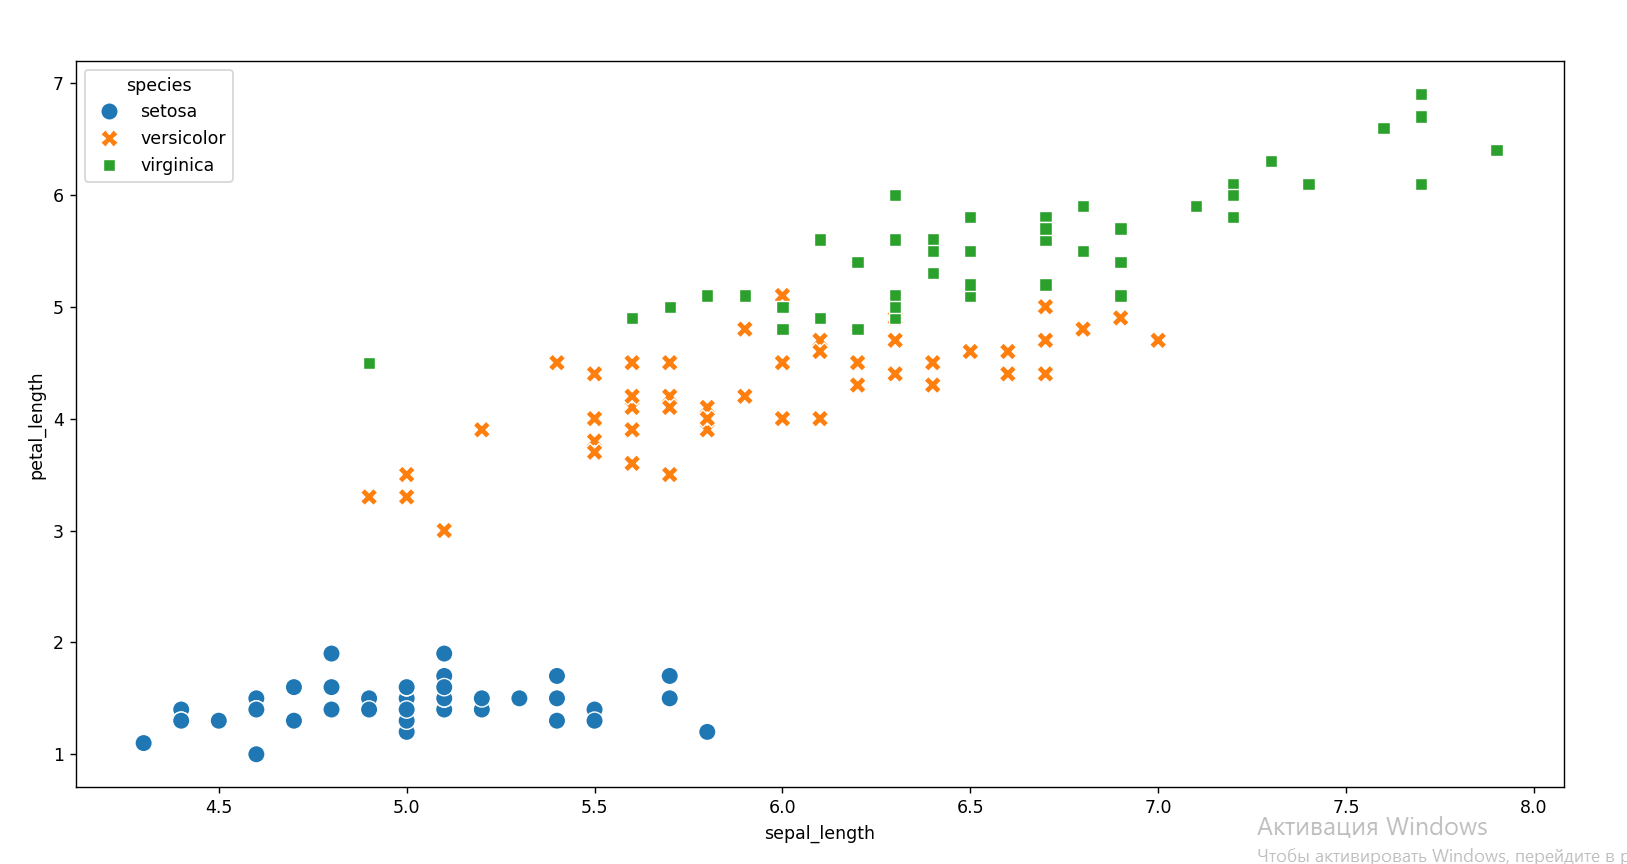 species
setosa
versicolor
virginica
7
6
5
4
3
2
1
petal_length
4.5 5.0 5.5 6.0 6.5 7.0 7.5 8.0
sepal_length
Активация Windows
Чтобы активировать Windows, перейдите в